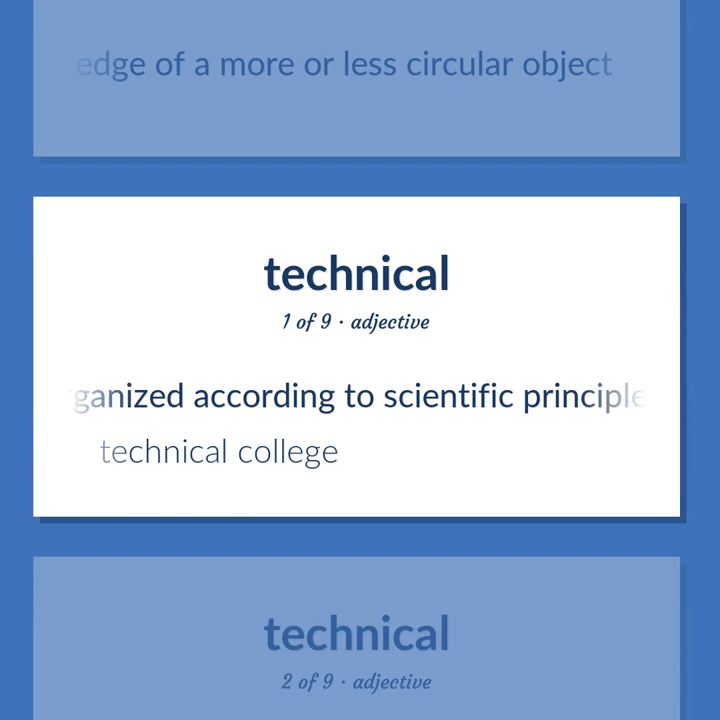 edge of a more or less circular object
technical
1 of 9 · adjective
ganized according to scientific principle
technical college
technical
2 of 9 · adjective